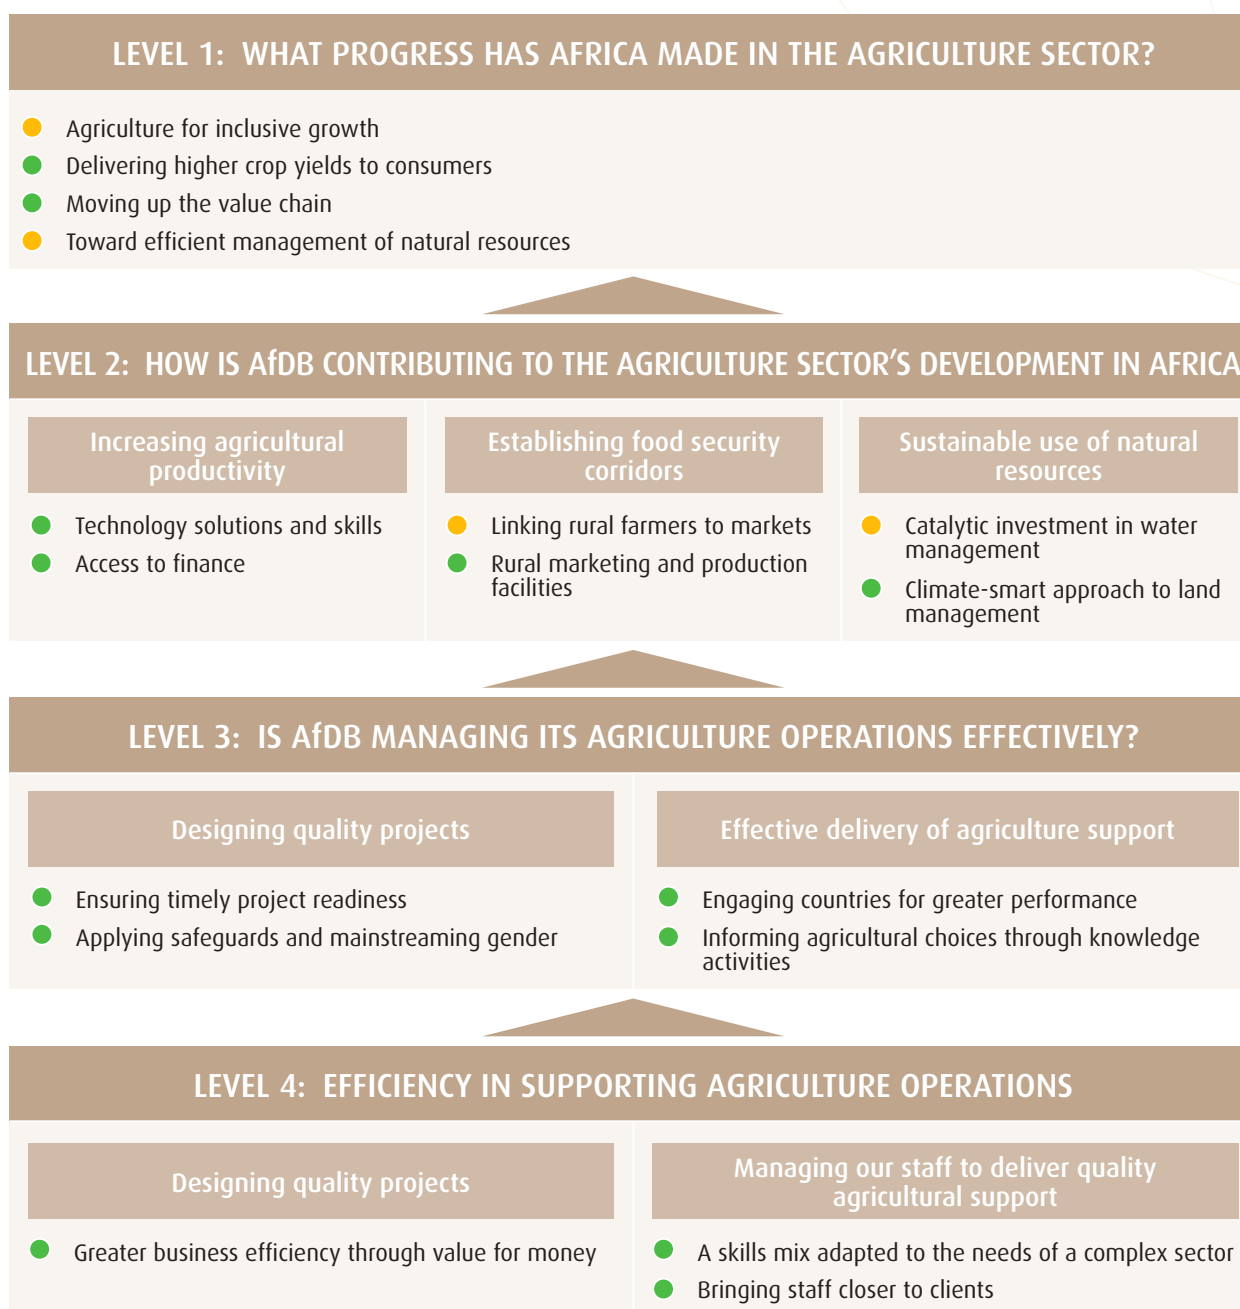 LEVEL 1: WHAT PROGRESS HAS AFRICA MADE IN THE AGRICULTURE SECTOR?
Agriculture for inclusive growth
Delivering higher crop yields to consumers
Moving up the value chain
Toward efficient management of natural resources
LEVEL 2: HOW IS AfDB CONTRIBUTING TO THE AGRICULTURE SECTOR'S DEVELOPMENT IN AFRICA
Increasing agricultural
productivity
Technology solutions and skills
Access to finance
Establishing food security
corridors
Linking rural farmers to markets
Rural marketing and production
facilities
Sustainable use of natural
resources
Catalytic investment in water
management
Climate-smart approach to land
management
LEVEL 3: IS AfDB MANAGING ITS AGRICULTURE OPERATIONS EFFECTIVELY?
Designing quality projects
Ensuring timely project readiness
Applying safeguards and mainstreaming gender
Effective delivery of agriculture support
Engaging countries for greater performance
Informing agricultural choices through knowledge
activities
LEVEL 4: EFFICIENCY IN SUPPORTING AGRICULTURE OPERATIONS
Designing quality projects
Greater business efficiency through value for money
Managing our staff to deliver quality
agricultural support
A skills mix adapted to the needs of a complex sector
Bringing staff closer to clients